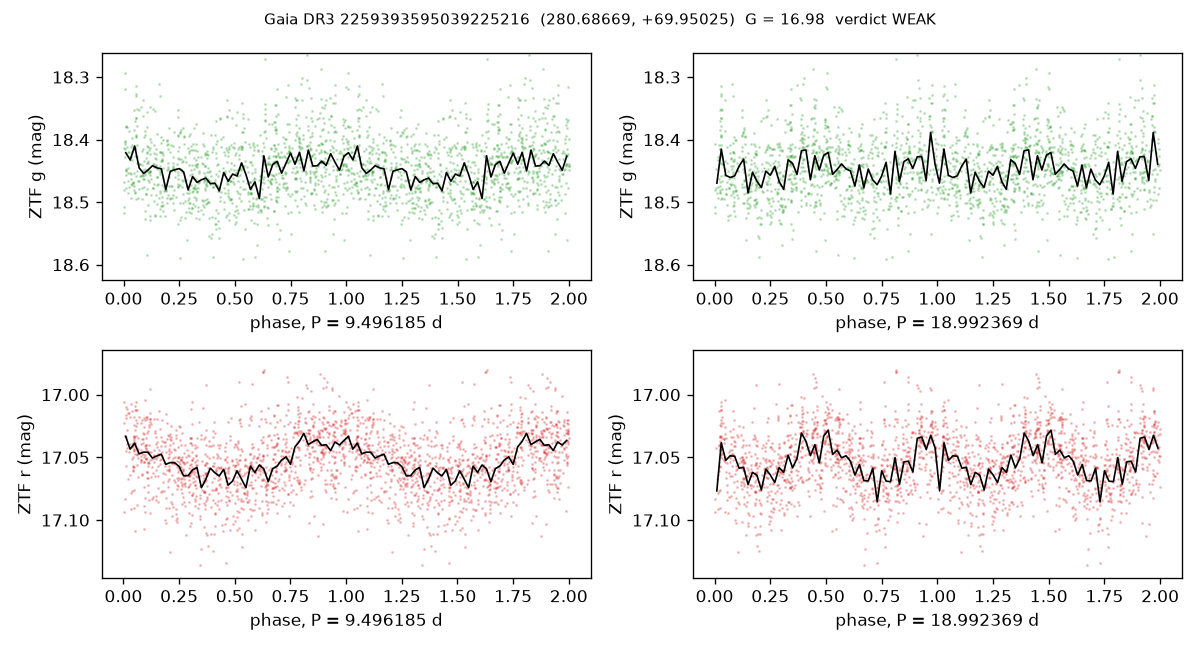 Gaia DR3 2259393595039225216 (280.68669, +69.95025) G = 16.98 verdict WEAK
ZTF g (mag)
18.3
18.4
18.5
18.6
0.00 0.25 0.50 0.75 1.00 1.25 1.50 1.75 2.00
phase, P = 9.496185 d
ZTF g (mag)
18.3
18.4
18.5
18.6
0.00 0.25 0.50 0.75 1.00 1.25 1.50 1.75 2.00
phase, P = 18.992369 d
ZTF r (mag)
17.00
17.05
17.10
0.00 0.25 0.50 0.75 1.00 1.25 1.50 1.75 2.00
phase, P = 9.496185 d
ZTF r (mag)
17.00
17.05
17.10
0.00 0.25 0.50 0.75 1.00 1.25 1.50 1.75 2.00
phase, P = 18.992369 d